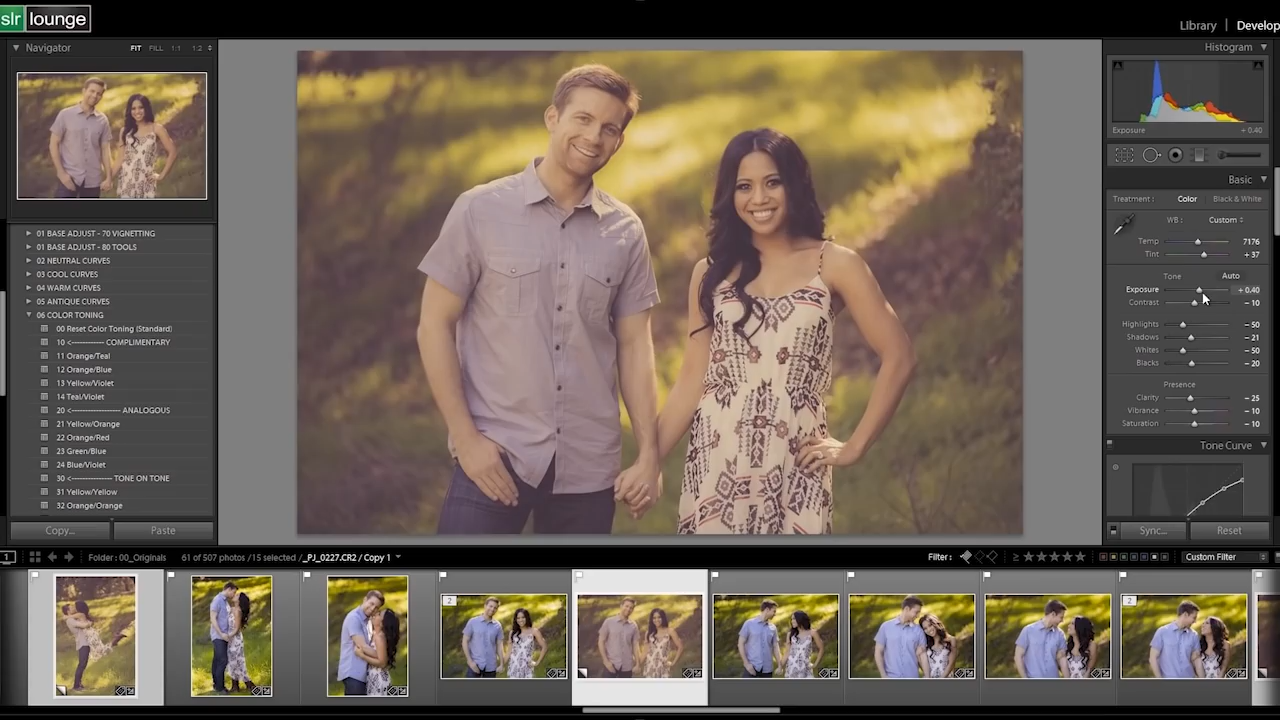 slr lounge
Library | Develop
Navigator FIT FILL 1:1 1:2
Histogram
Exposure + 0.40
Basic
Treatment: Color Black & White
WB: Custom
Temp 7176
Tint + 37
Tone Auto
Exposure + 0.40
Contrast – 10
Highlights – 50
Shadows – 21
Whites – 50
Blacks – 20
Presence
Clarity – 25
Vibrance – 10
Saturation – 10
Tone Curve
01 BASE ADJUST - 70 VIGNETTING
01 BASE ADJUST - 80 TOOLS
02 NEUTRAL CURVES
03 COOL CURVES
04 WARM CURVES
05 ANTIQUE CURVES
06 COLOR TONING
00 Reset Color Toning (Standard)
10 <------------ COMPLIMENTARY
11 Orange/Teal
12 Orange/Blue
13 Yellow/Violet
14 Teal/Violet
20 <---------------- ANALOGOUS
21 Yellow/Orange
22 Orange/Red
23 Green/Blue
24 Blue/Violet
30 <--------------- TONE ON TONE
31 Yellow/Yellow
32 Orange/Orange
Copy... Paste
Sync... Reset
1 Folder: 00_Originals 61 of 507 photos /15 selected /_PJ_0227.CR2 / Copy 1 Filter: ≥ Custom Filter
2
2